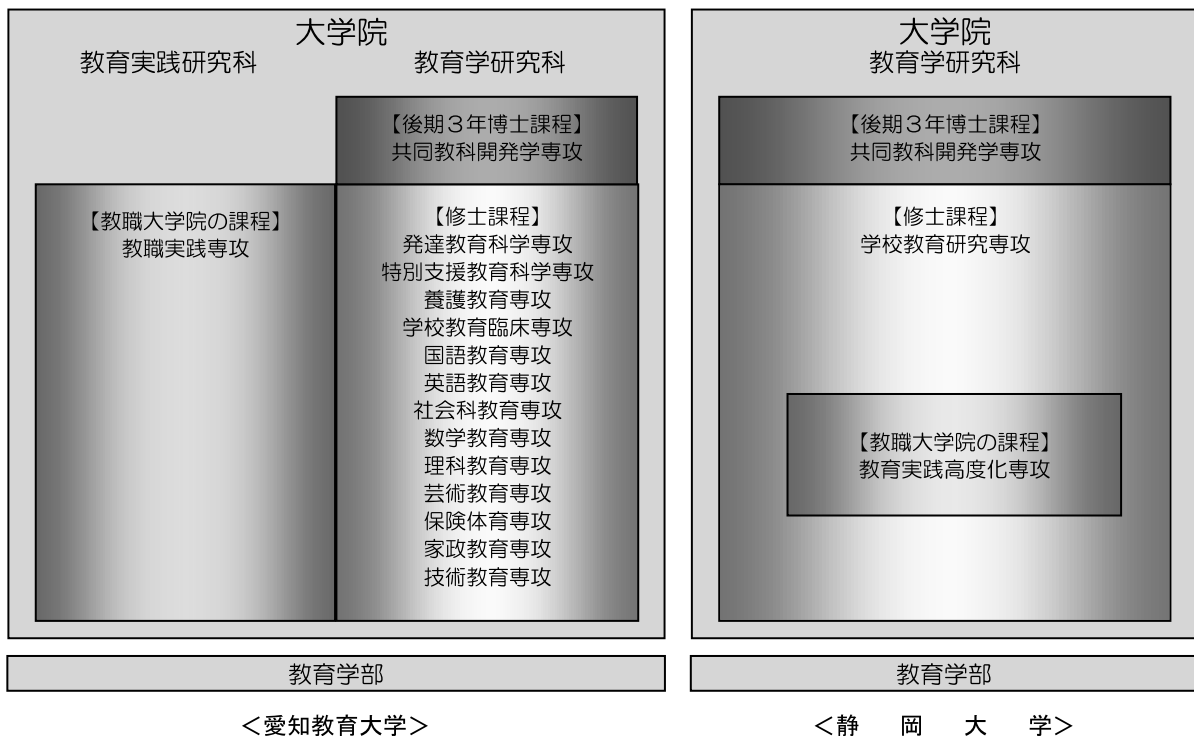 大学院
教育実践研究科
教育学研究科
【後期３年博士課程】
共同教科開発学専攻
【教職大学院の課程】
教職実践専攻
【修士課程】
発達教育科学専攻
特別支援教育科学専攻
養護教育専攻
学校教育臨床専攻
国語教育専攻
英語教育専攻
社会科教育専攻
数学教育専攻
理科教育専攻
芸術教育専攻
保険体育専攻
家政教育専攻
技術教育専攻
教育学部
＜愛知教育大学＞
大学院
教育学研究科
【後期３年博士課程】
共同教科開発学専攻
【修士課程】
学校教育研究専攻
【教職大学院の課程】
教育実践高度化専攻
教育学部
＜静　岡　大　学＞